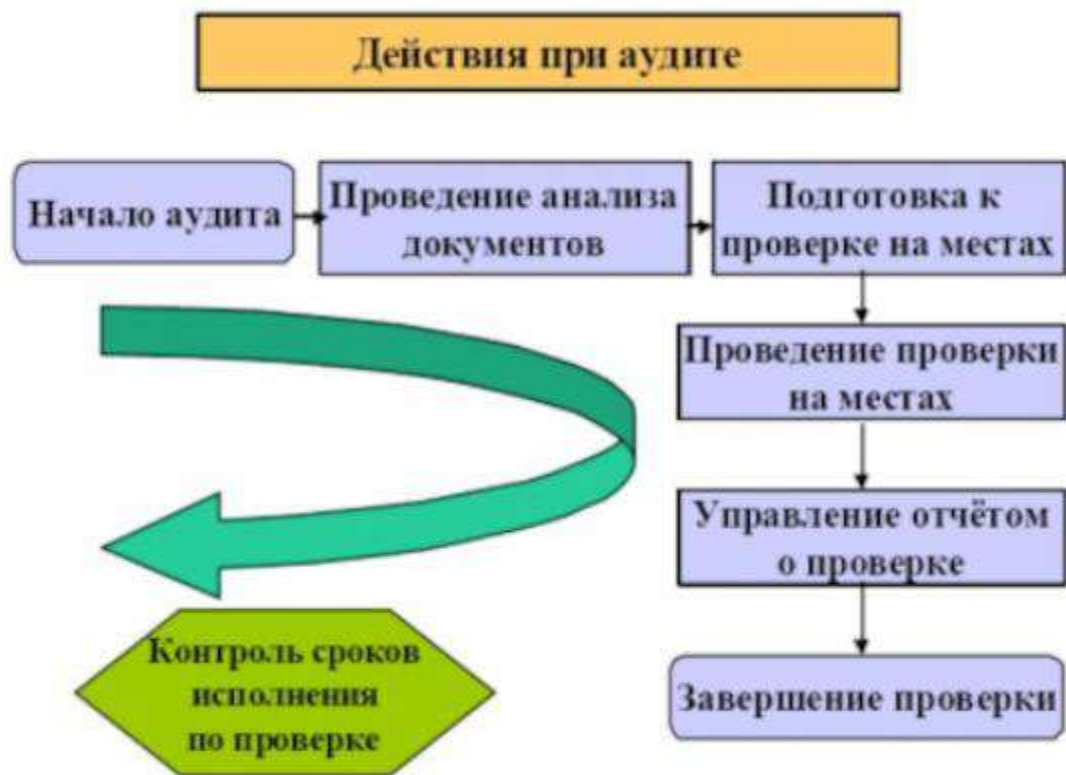 Действия при аудите
Начало аудита
Проведение анализа
документов
Подготовка к
проверке на местах
Проведение проверки
на местах
Управление отчётом
о проверке
Завершение проверки
Контроль сроков
исполнения
по проверке